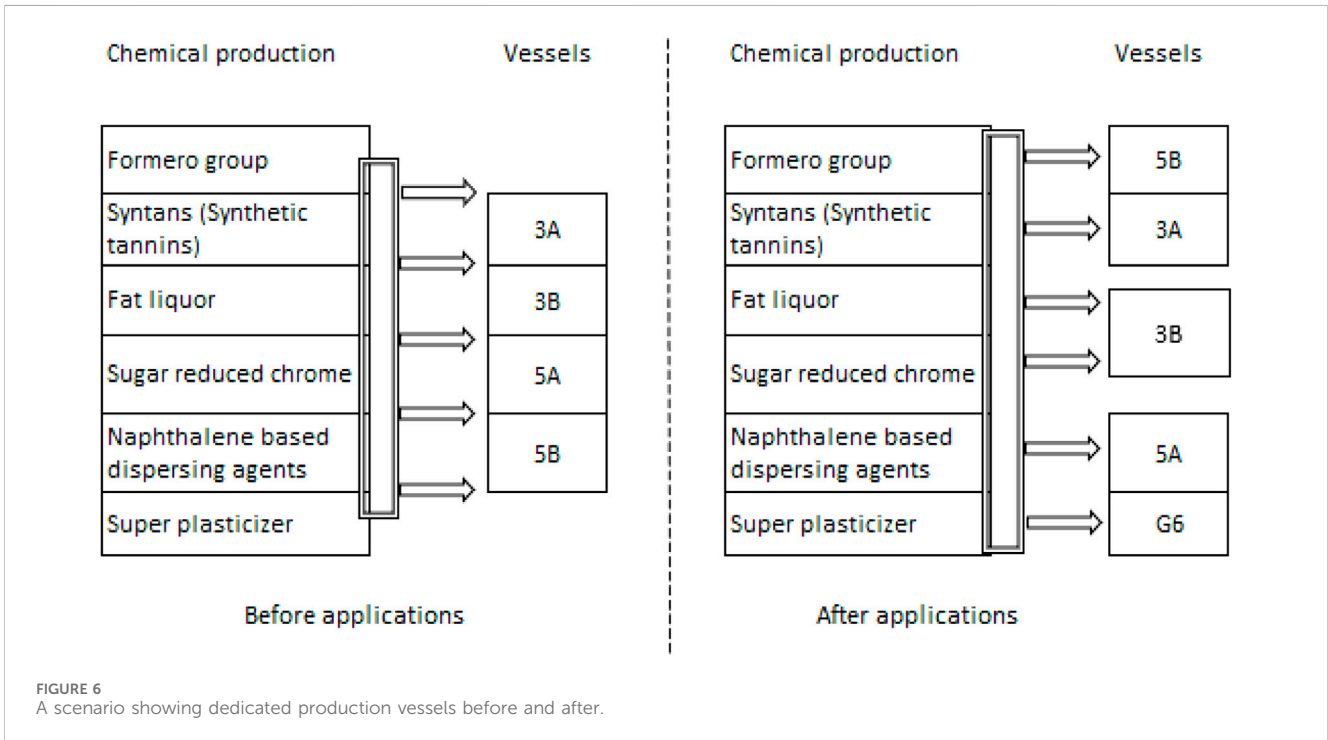 Chemical production
Vessels
Formero group
Syntans (Synthetic
tannins)
Fat liquor
Sugar reduced chrome
Naphthalene based
dispersing agents
Super plasticizer
3A
3B
5A
5B
Before applications
Chemical production
Vessels
Formero group
Syntans (Synthetic
tannins)
Fat liquor
Sugar reduced chrome
Naphthalene based
dispersing agents
Super plasticizer
5B
3A
3B
5A
G6
After applications
FIGURE 6
A scenario showing dedicated production vessels before and after.